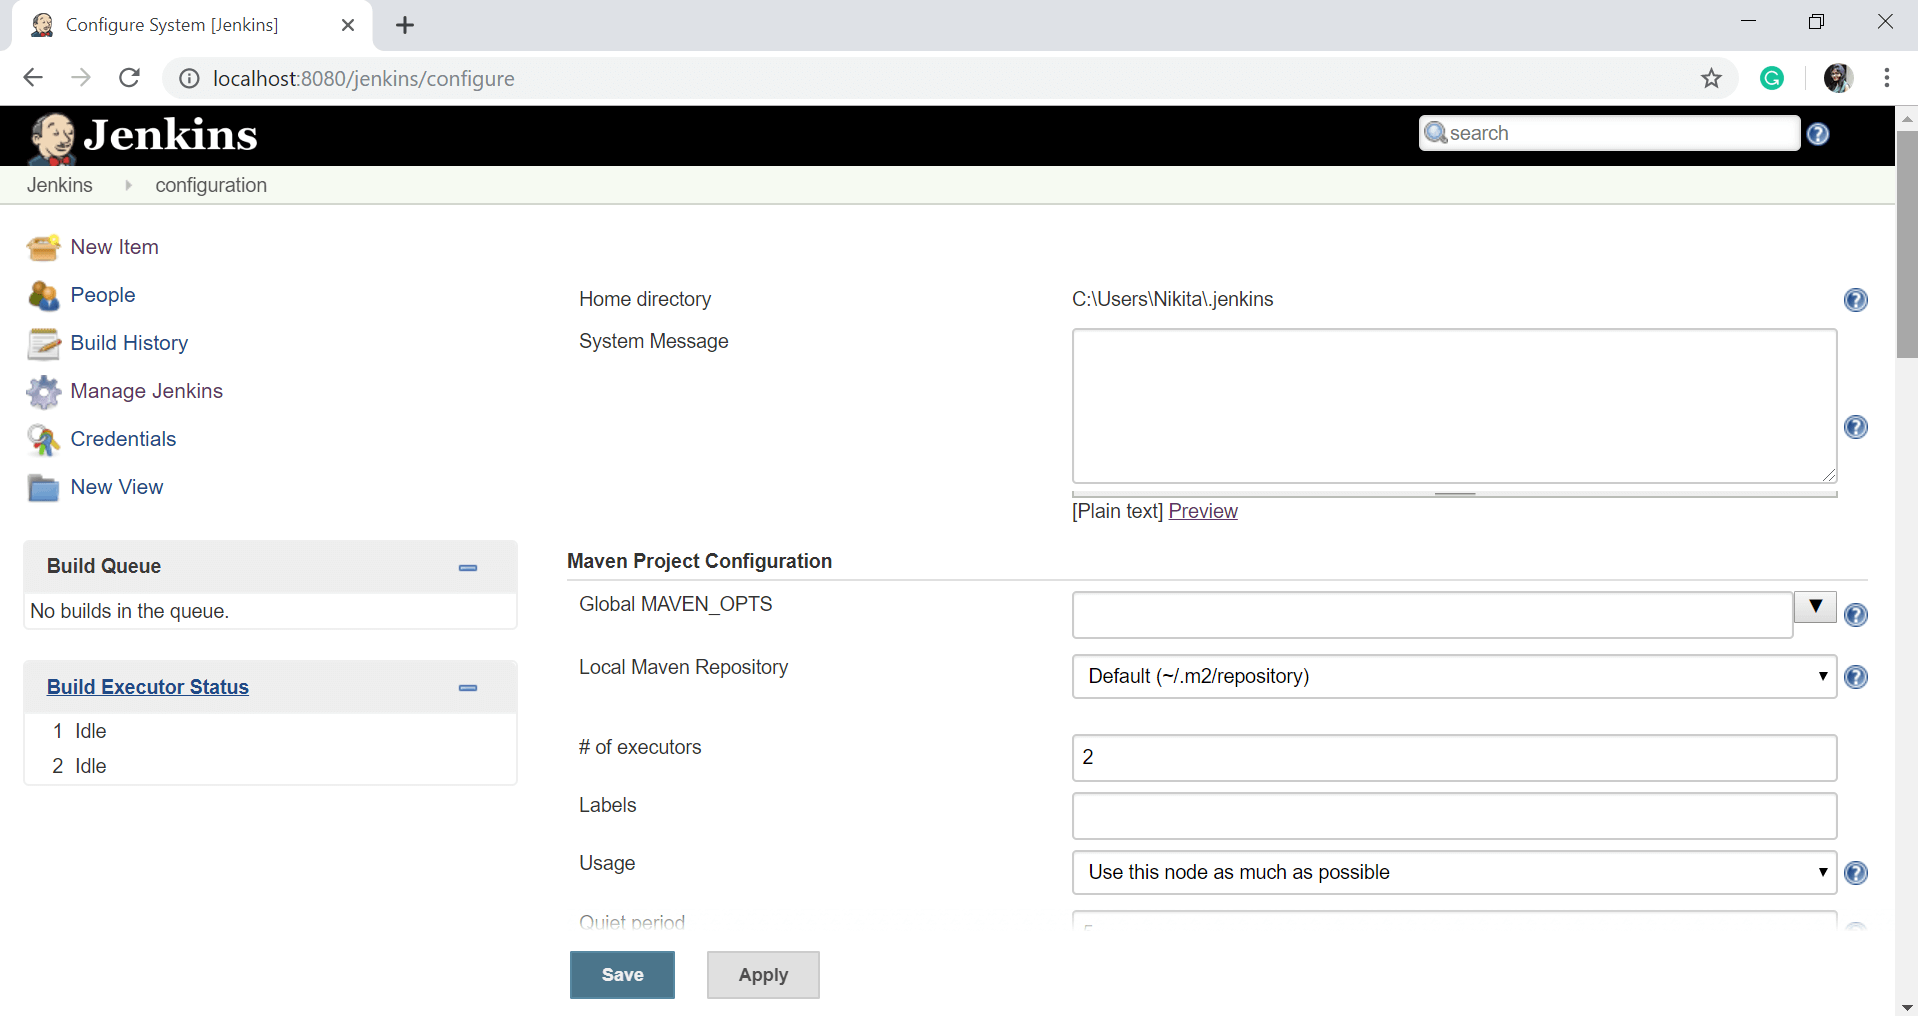 Configure System [Jenkins]
localhost:8080/jenkins/configure
Jenkins
search
Jenkins configuration
New Item
People
Build History
Manage Jenkins
Credentials
New View
Build Queue
No builds in the queue.
Build Executor Status
1 Idle
2 Idle
Home directory C:\Users\Nikita\.jenkins
System Message
[Plain text] Preview
Maven Project Configuration
Global MAVEN_OPTS
Local Maven Repository Default (~/.m2/repository)
# of executors 2
Labels
Usage Use this node as much as possible
Quiet period
Save Apply